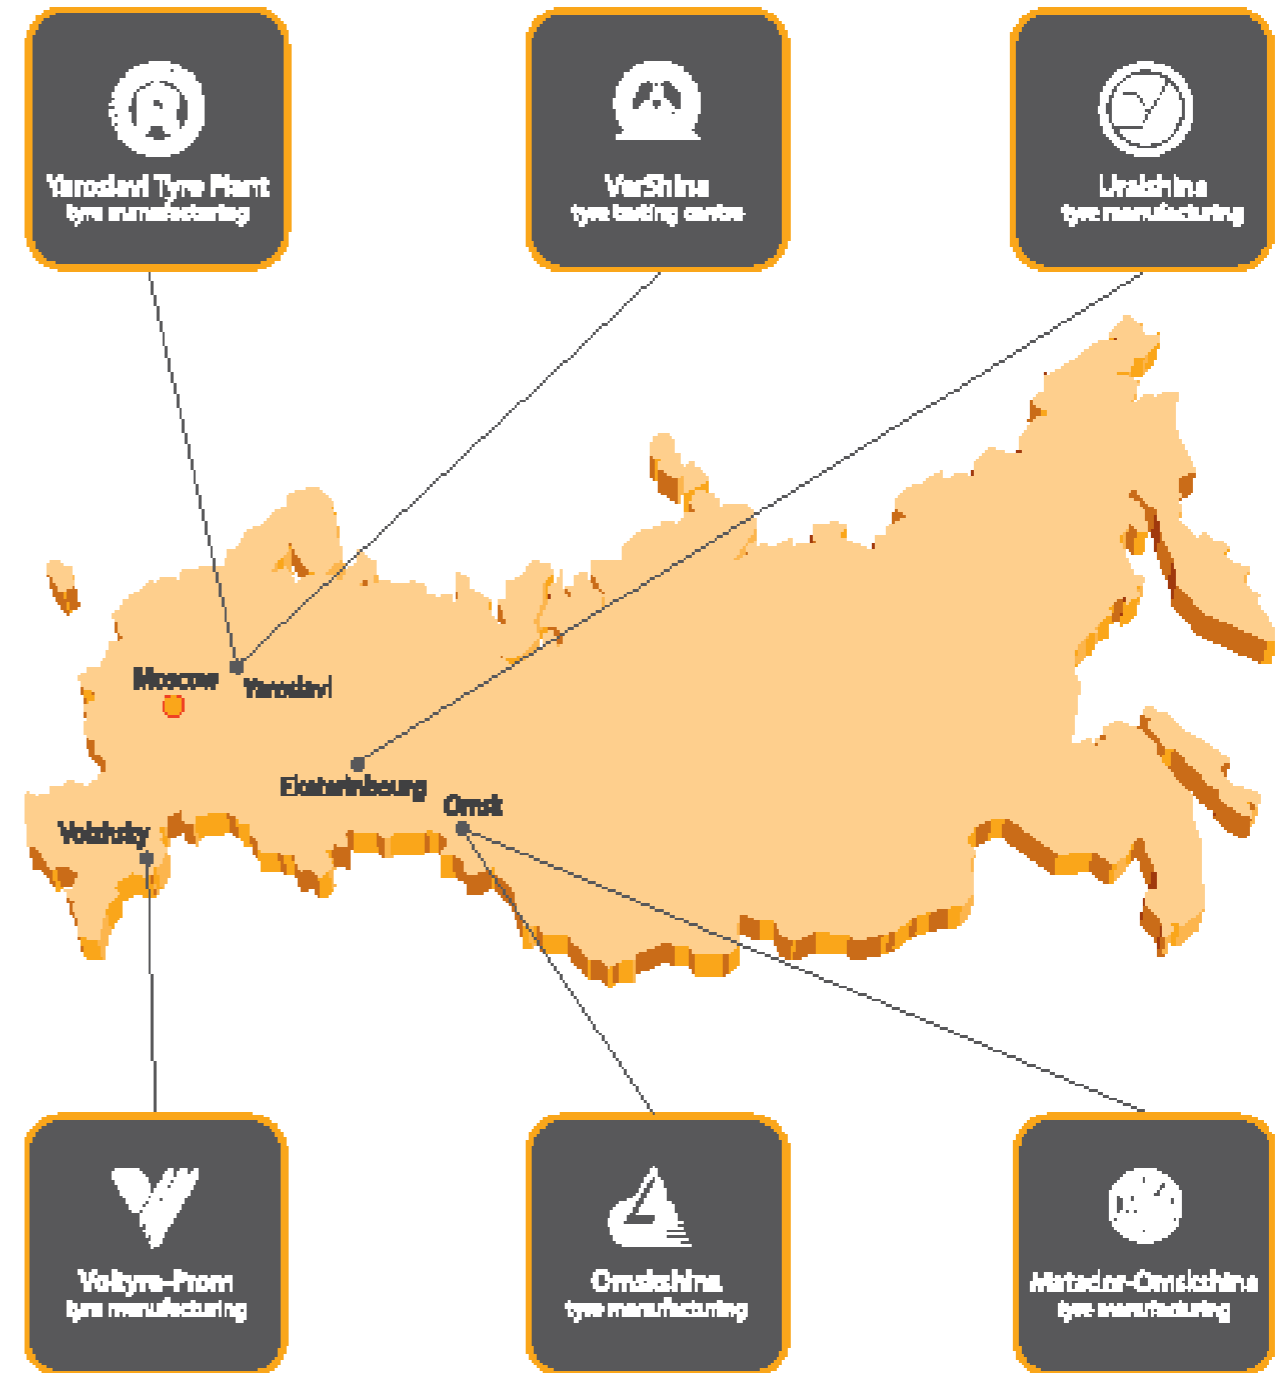 Yaroslavl Tyre Plant
tyre manufacturing
VerShina
tyre testing centre
Uralshina
tyre manufacturing
Moscow
Yaroslavl
Ekaterinbourg
Omsk
Volzhsky
Voltyre-Prom
tyre manufacturing
Omskshina
tyre manufacturing
Matador-Omskshina
tyre manufacturing